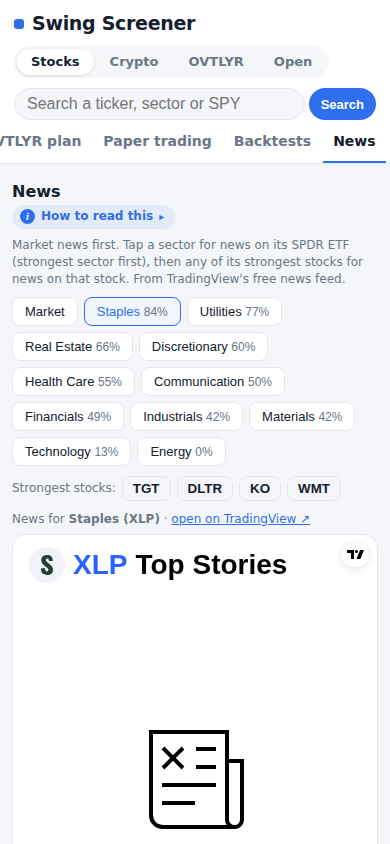 Swing Screener
Stocks Crypto OVTLYR Open
Search a ticker, sector or SPY Search
VTLYR plan Paper trading Backtests News
News
i How to read this ▸
Market news first. Tap a sector for news on its SPDR ETF
(strongest sector first), then any of its strongest stocks for
news on that stock. From TradingView's free news feed.
Market Staples 84% Utilities 77%
Real Estate 66% Discretionary 60%
Health Care 55% Communication 50%
Financials 49% Industrials 42% Materials 42%
Technology 13% Energy 0%
Strongest stocks: TGT DLTR KO WMT
News for Staples (XLP) · open on TradingView ↗
XLP Top Stories